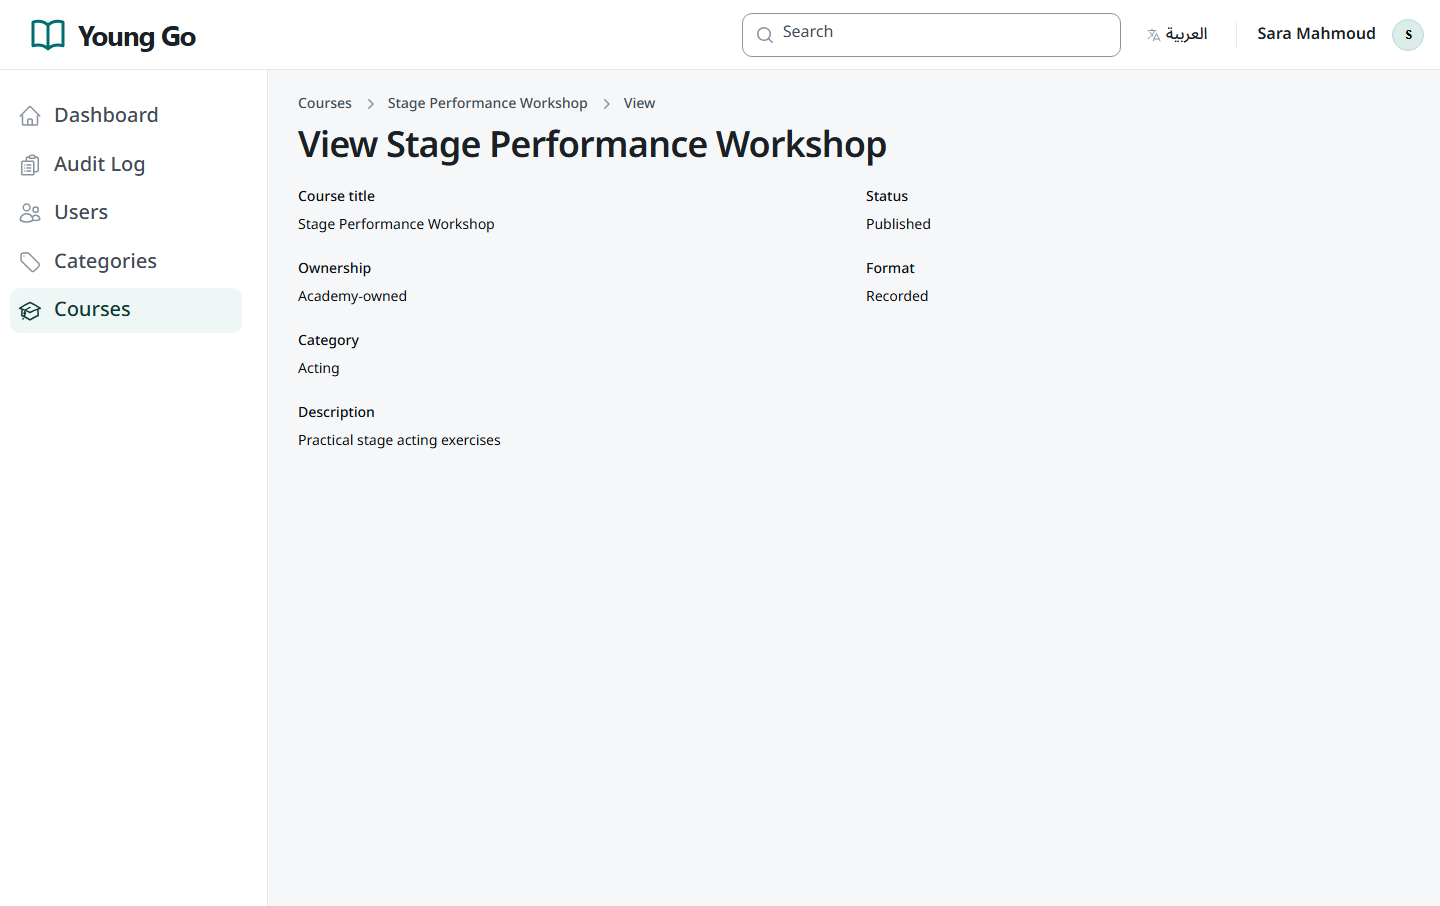 Young Go
Search
العربية
Sara Mahmoud
S
Dashboard
Audit Log
Users
Categories
Courses
Courses > Stage Performance Workshop > View
View Stage Performance Workshop
Course title
Stage Performance Workshop
Status
Published
Ownership
Academy-owned
Format
Recorded
Category
Acting
Description
Practical stage acting exercises